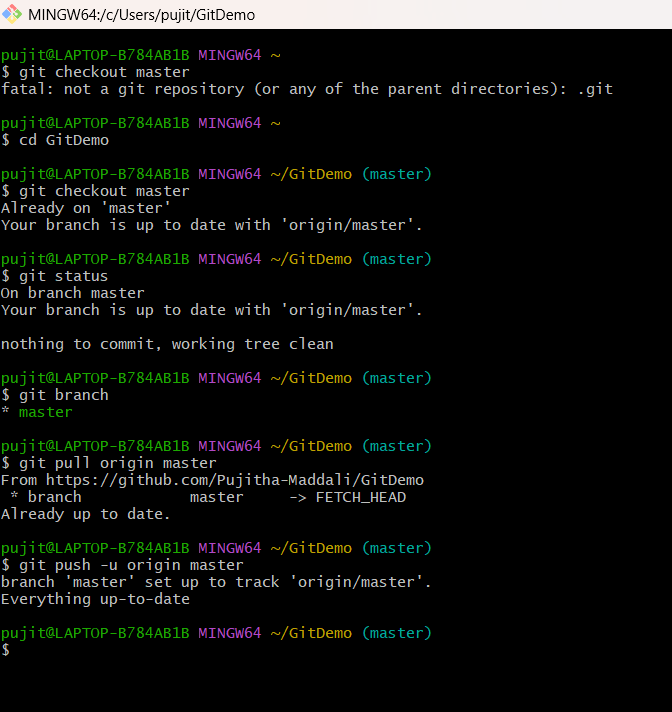 MINGW64:/c/Users/pujit/GitDemo
pujit@LAPTOP-B784AB1B MINGW64 ~
$ git checkout master
fatal: not a git repository (or any of the parent directories): .git
pujit@LAPTOP-B784AB1B MINGW64 ~
$ cd GitDemo
pujit@LAPTOP-B784AB1B MINGW64 ~/GitDemo (master)
$ git checkout master
Already on 'master'
Your branch is up to date with 'origin/master'.
pujit@LAPTOP-B784AB1B MINGW64 ~/GitDemo (master)
$ git status
On branch master
Your branch is up to date with 'origin/master'.
nothing to commit, working tree clean
pujit@LAPTOP-B784AB1B MINGW64 ~/GitDemo (master)
$ git branch
* master
pujit@LAPTOP-B784AB1B MINGW64 ~/GitDemo (master)
$ git pull origin master
From https://github.com/Pujitha-Maddali/GitDemo
 * branch            master     -> FETCH_HEAD
Already up to date.
pujit@LAPTOP-B784AB1B MINGW64 ~/GitDemo (master)
$ git push -u origin master
branch 'master' set up to track 'origin/master'.
Everything up-to-date
pujit@LAPTOP-B784AB1B MINGW64 ~/GitDemo (master)
$